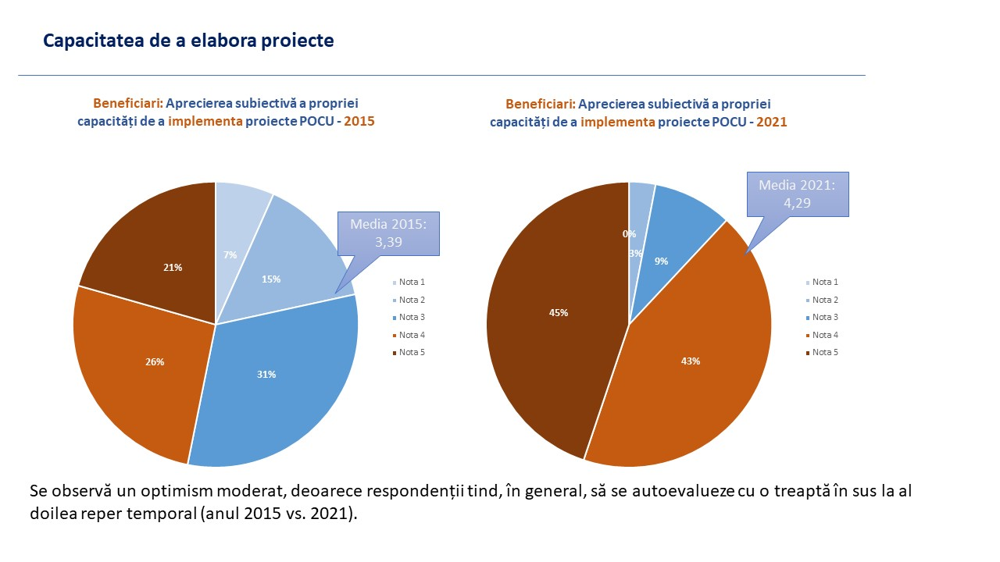 Capacitatea de a elabora proiecte
Beneficiari: Aprecierea subiectivă a propriei
capacități de a implementa proiecte POCU - 2015
Beneficiari: Aprecierea subiectivă a propriei
capacități de a implementa proiecte POCU - 2021
Media 2015:
3,39
7%
15%
31%
26%
21%
Nota 1
Nota 2
Nota 3
Nota 4
Nota 5
Media 2021:
4,29
0%
3%
9%
43%
45%
Nota 1
Nota 2
Nota 3
Nota 4
Nota 5
Se observă un optimism moderat, deoarece respondenții tind, în general, să se autoevalueze cu o treaptă în sus la al
doilea reper temporal (anul 2015 vs. 2021).